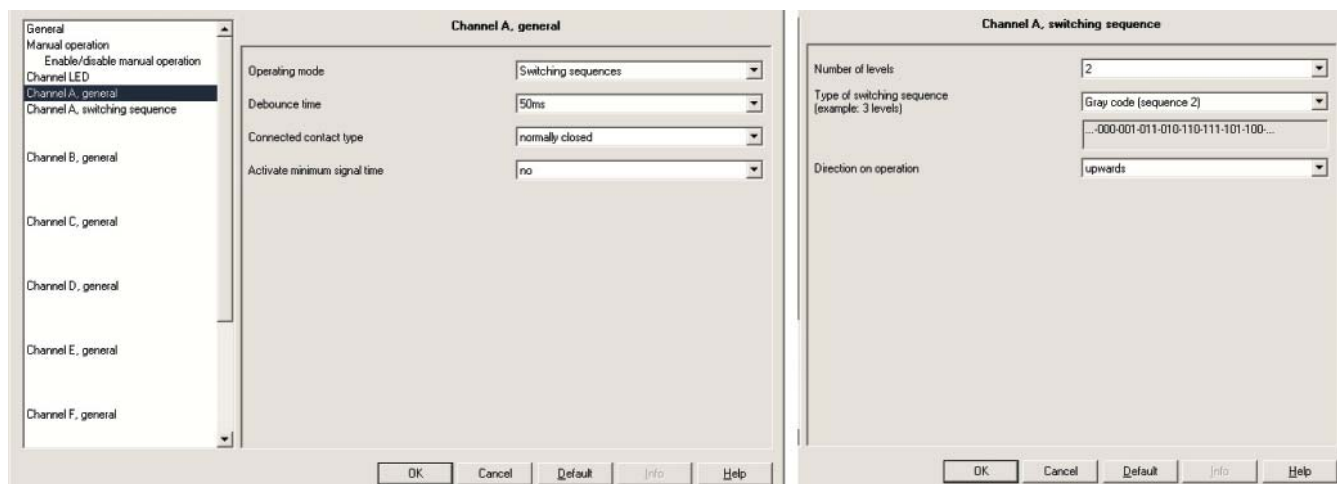 General
Manual operation
Enable/disable manual operation
Channel LED
Channel A, general
Channel A, switching sequence
Channel B, general
Channel C, general
Channel D, general
Channel E, general
Channel F, general
Channel A, general
Operating mode Switching sequences
Debounce time 50ms
Connected contact type normally closed
Activate minimum signal time no
OK Cancel Default Info Help
Channel A, switching sequence
Number of levels 2
Type of switching sequence
(example: 3 levels) Gray code (sequence 2)
...-000-001-011-010-110-111-101-100-...
Direction on operation upwards
OK Cancel Default Info Help